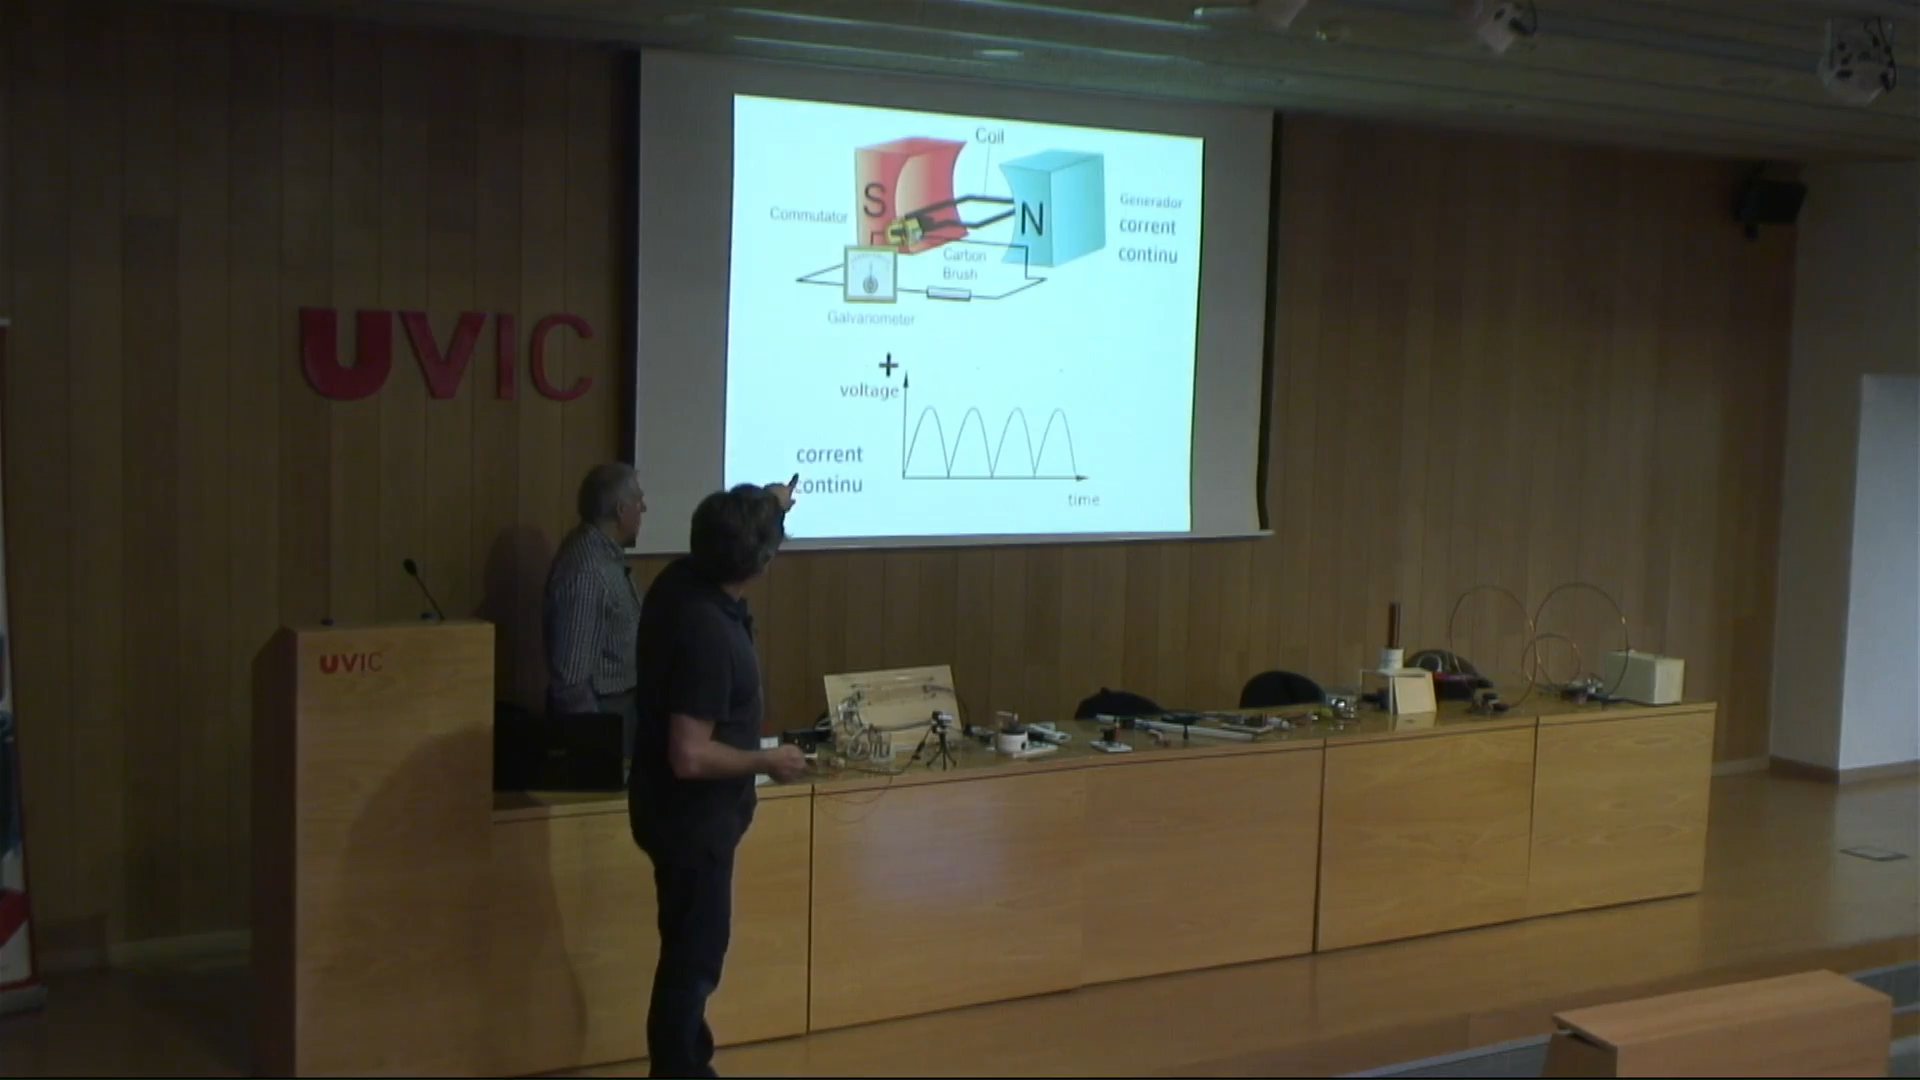 Coil
S
N
Commutator
Generador
corrent
continu
Carbon
Brush
Galvanometer
UVIC
+
voltage
corrent
continu
time
UVIC